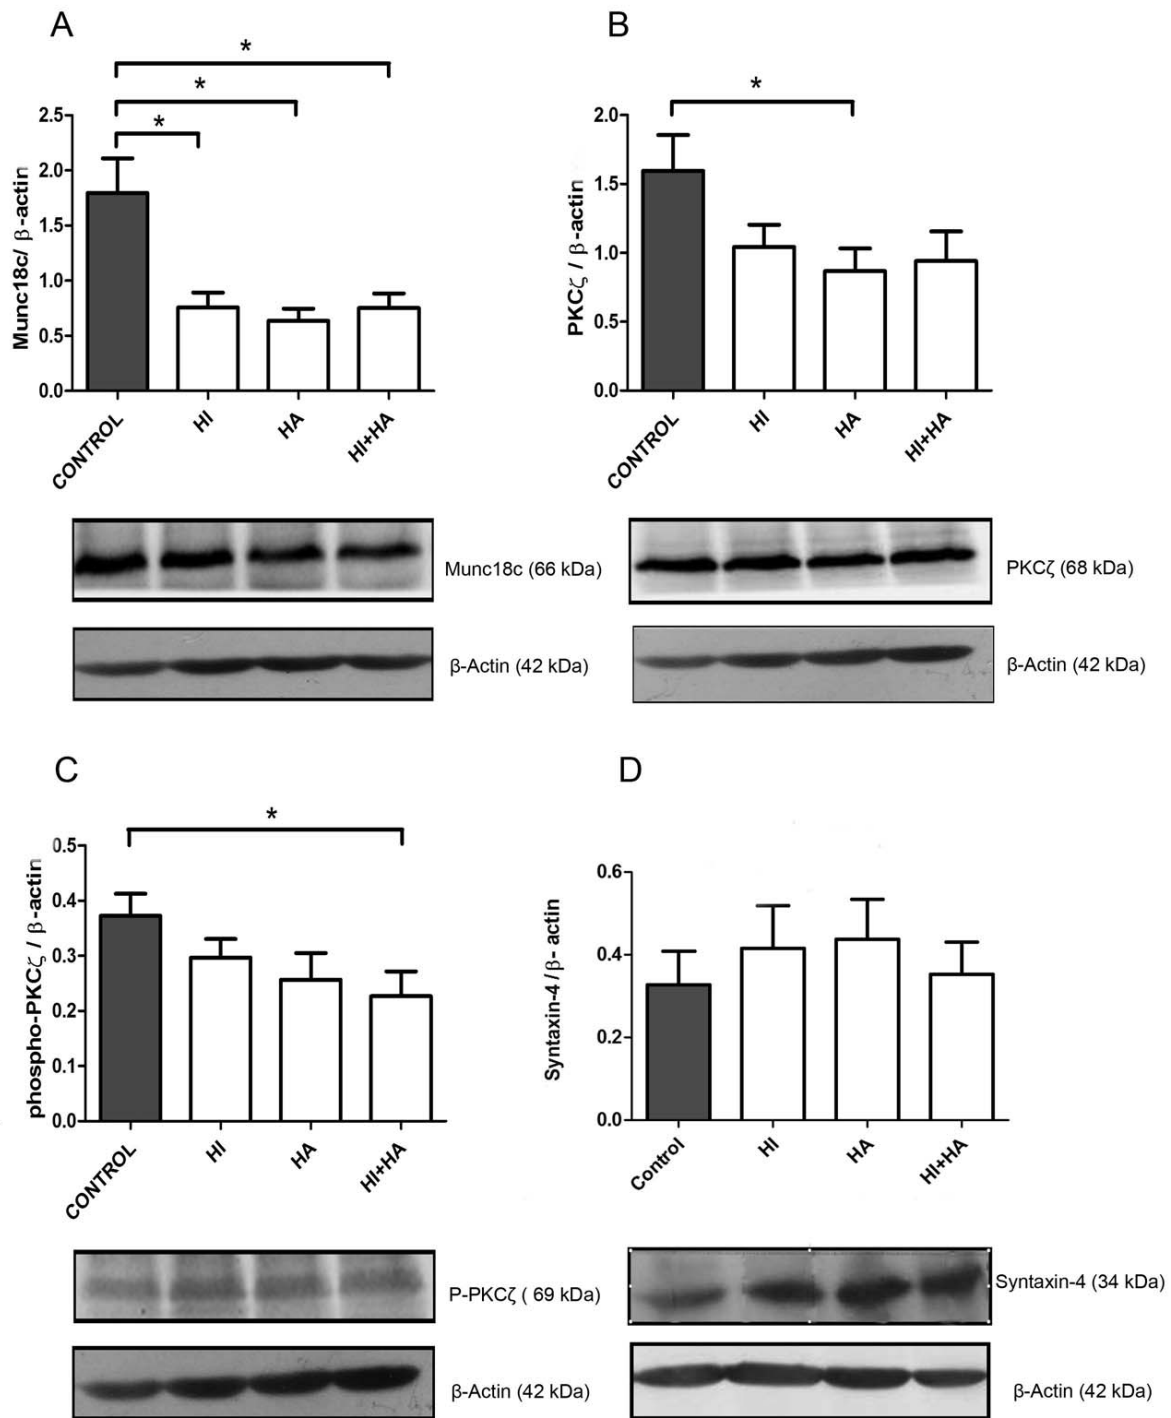 A
*
*
*
2.5
2.0
1.5
1.0
0.5
0.0
Munc18c/ β-actin
CONTROL
HI
HA
HI+HA
Munc18c (66 kDa)
β-Actin (42 kDa)
B
*
2.0
1.5
1.0
0.5
0.0
PKCζ / β-actin
CONTROL
HI
HA
HI+HA
PKCζ (68 kDa)
β-Actin (42 kDa)
C
*
0.5
0.4
0.3
0.2
0.1
0.0
phospho-PKCζ / β-actin
CONTROL
HI
HA
HI+HA
P-PKCζ ( 69 kDa)
β-Actin (42 kDa)
D
0.6
0.4
0.2
0.0
Syntaxin-4 /β- actin
Control
HI
HA
HI+HA
Syntaxin-4 (34 kDa)
β-Actin (42 kDa)